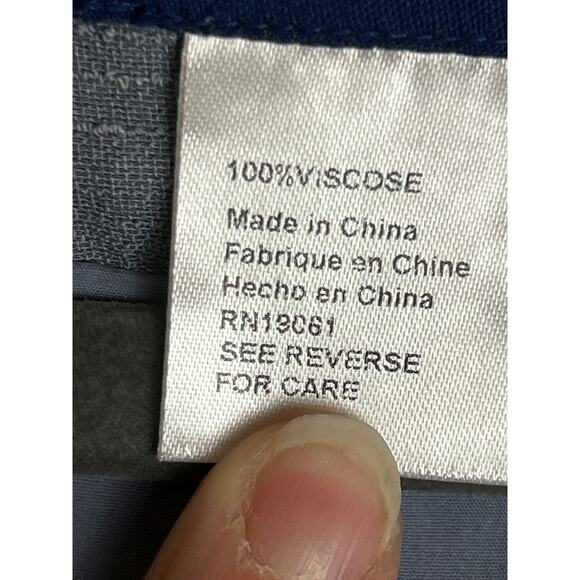 100%VISCOSE
Made in China
Fabrique en Chine
Hecho en China
RN19061
SEE REVERSE
FOR CARE